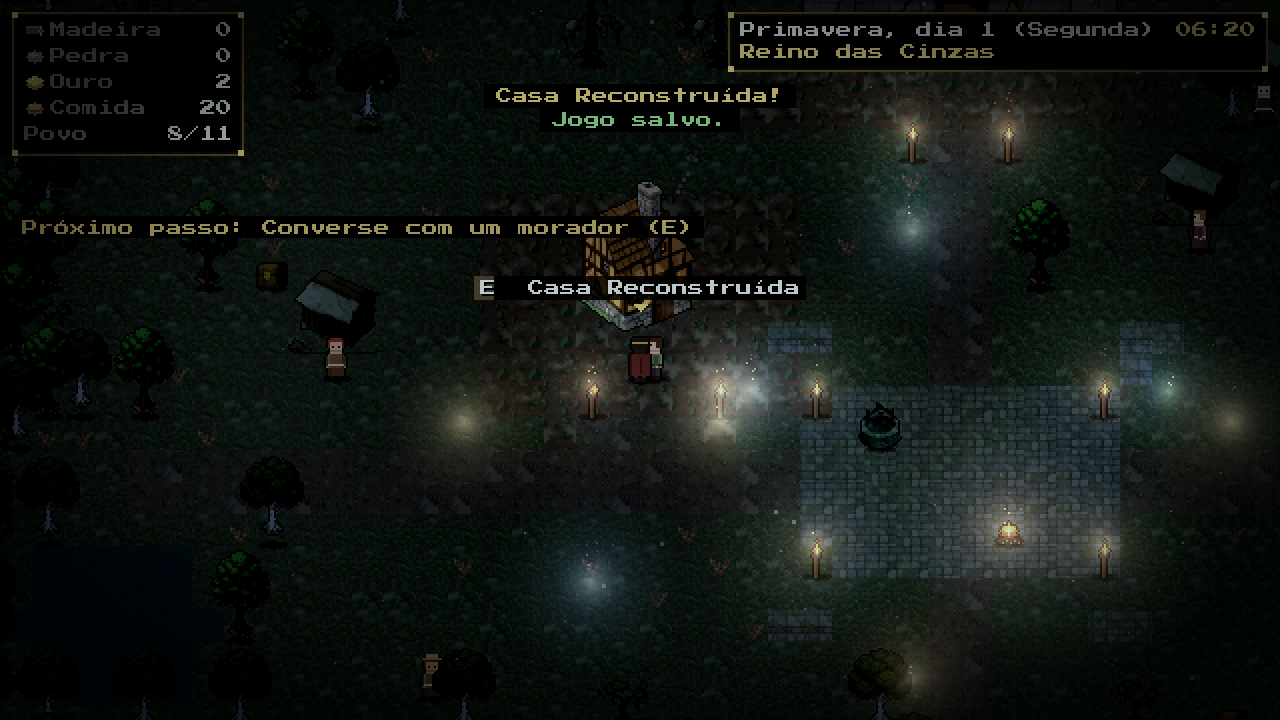 Madeira 0
Pedra 0
Ouro 2
Comida 20
Povo 8/11
Primavera, dia 1 (Segunda) 06:20
Reino das Cinzas
Casa Reconstruída!
Jogo salvo.
Próximo passo: Converse com um morador (E)
E Casa Reconstruída